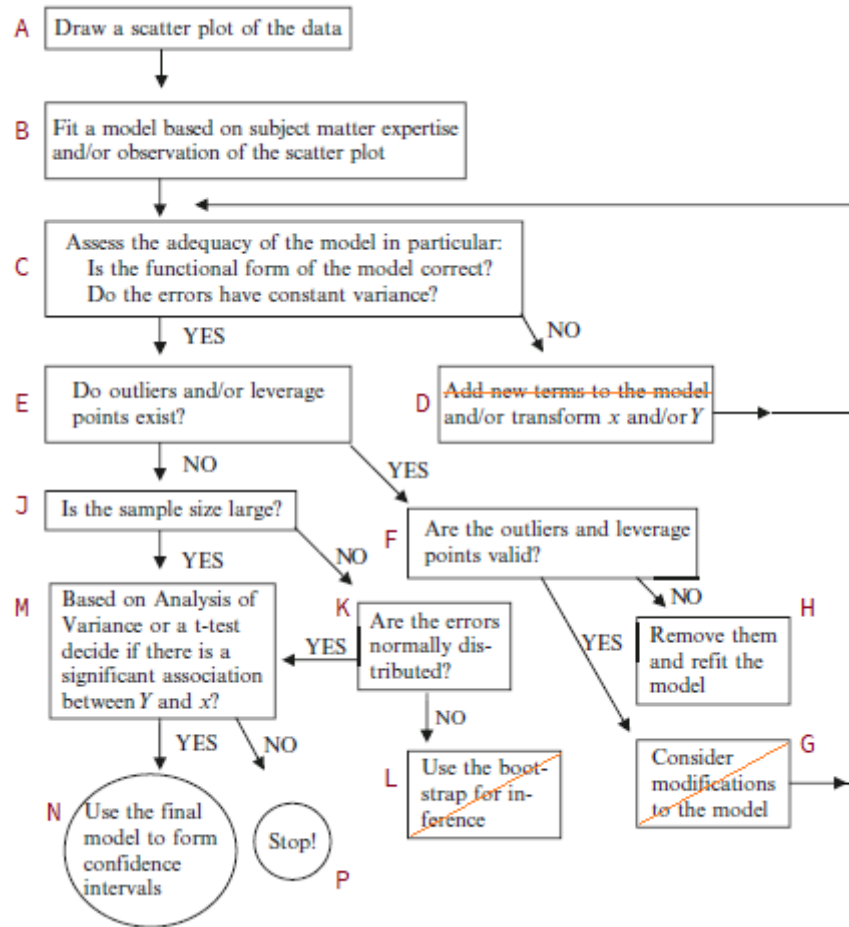 A
Draw a scatter plot of the data
B
Fit a model based on subject matter expertise
and/or observation of the scatter plot
C
Assess the adequacy of the model in particular:
Is the functional form of the model correct?
Do the errors have constant variance?
YES
NO
E
Do outliers and/or leverage
points exist?
D
Add new terms to the model
and/or transform x and/or Y
NO
YES
J
Is the sample size large?
F
Are the outliers and leverage
points valid?
YES
NO
NO
M
Based on Analysis of
Variance or a t-test
decide if there is a
significant association
between Y and x?
YES
K
Are the errors
normally dis-
tributed?
YES
H
Remove them
and refit the
model
YES
NO
NO
N
Use the final
model to form
confidence
intervals
Stop!
P
L
Use the boot-
strap for in-
ference
G
Consider
modifications
to the model